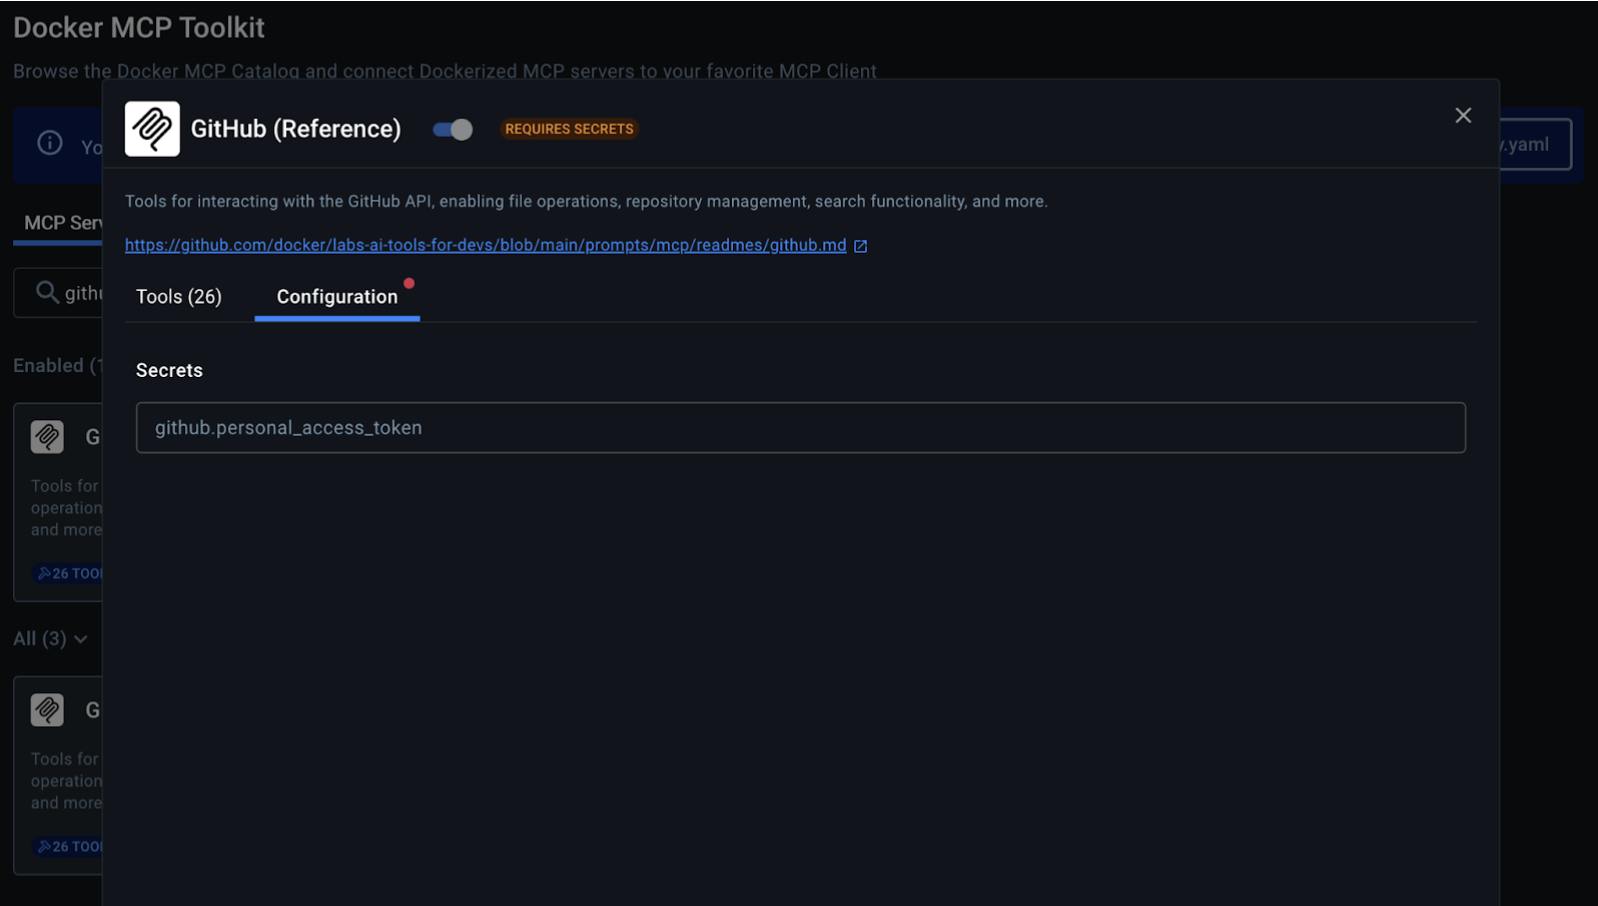 Docker MCP Toolkit
Browse the Docker MCP Catalog and connect Dockerized MCP servers to your favorite MCP Client
GitHub (Reference)
REQUIRES SECRETS
Yo
y.yaml
Tools for interacting with the GitHub API, enabling file operations, repository management, search functionality, and more.
MCP Serv
https://github.com/docker/labs-ai-tools-for-devs/blob/main/prompts/mcp/readmes/github.md
Tools (26)
Configuration
githu
Enabled (1
Secrets
github.personal_access_token
G
Tools for
operation
and more
26 TOO
All (3)
G
Tools for
operation
and more
26 TOO